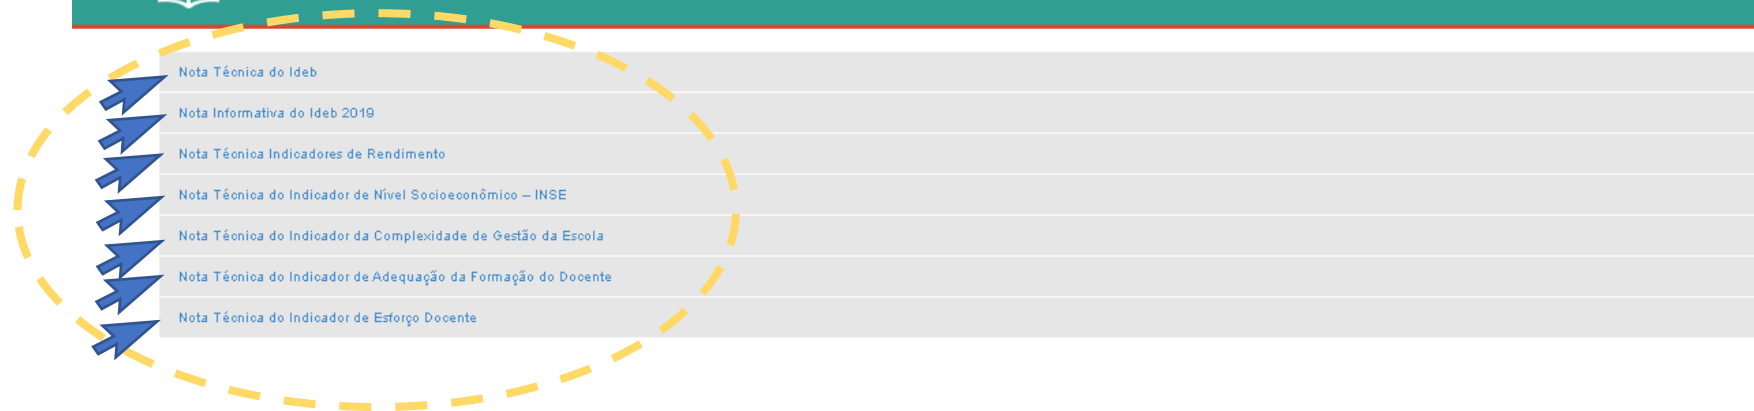 Nota Técnica do Ideb
Nota Informativa do Ideb 2019
Nota Técnica Indicadores de Rendimento
Nota Técnica do Indicador de Nível Socioeconômico – INSE
Nota Técnica do Indicador da Complexidade de Gestão da Escola
Nota Técnica do Indicador de Adequação da Formação do Docente
Nota Técnica do Indicador de Esforço Docente